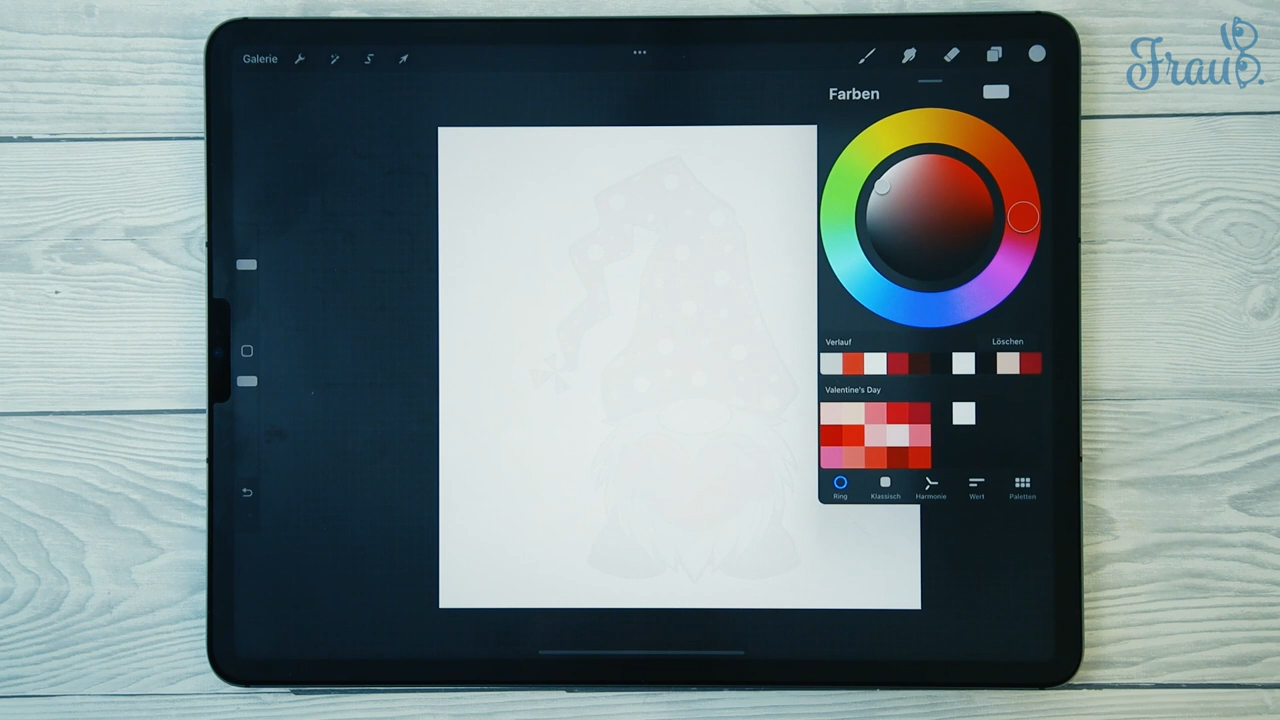 Galerie
Frau B.
Farben
Verlauf
Löschen
Valentine's Day
Ring
Klassisch
Harmonie
Wert
Paletten